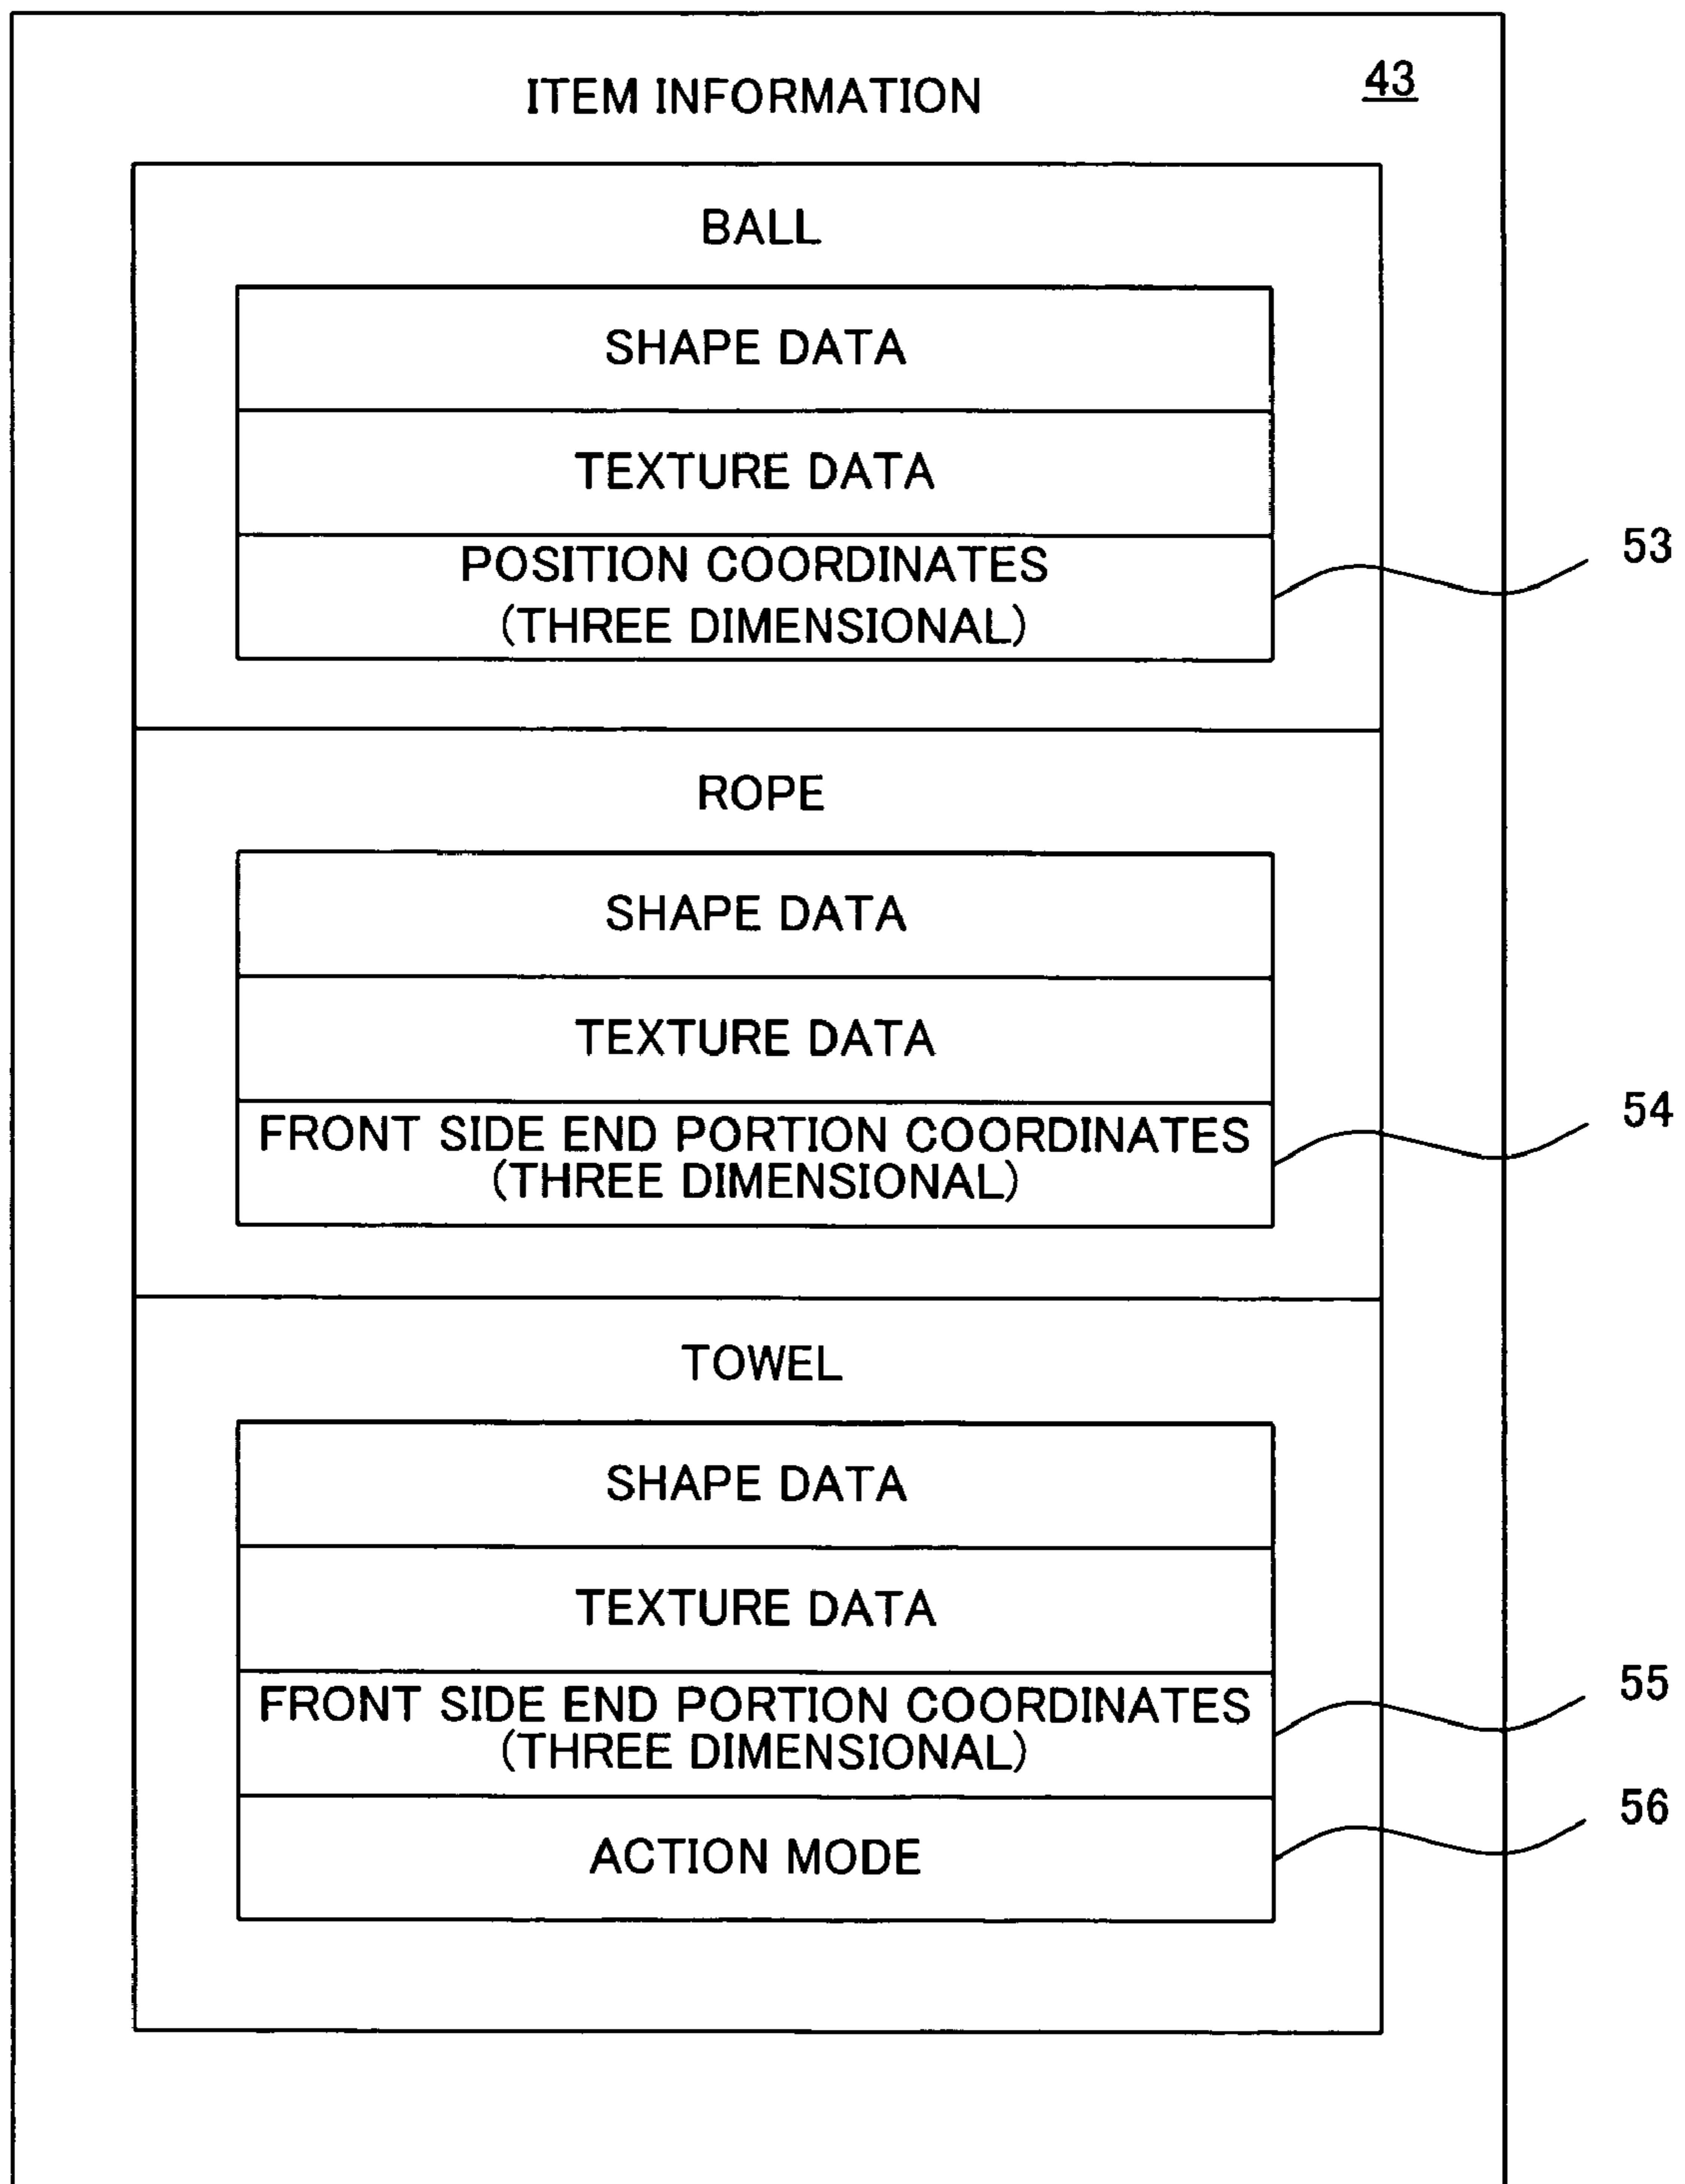 ITEM INFORMATION
43
BALL
SHAPE DATA
TEXTURE DATA
POSITION COORDINATES
(THREE DIMENSIONAL)
53
ROPE
SHAPE DATA
TEXTURE DATA
FRONT SIDE END PORTION COORDINATES
(THREE DIMENSIONAL)
54
TOWEL
SHAPE DATA
TEXTURE DATA
FRONT SIDE END PORTION COORDINATES
(THREE DIMENSIONAL)
55
ACTION MODE
56